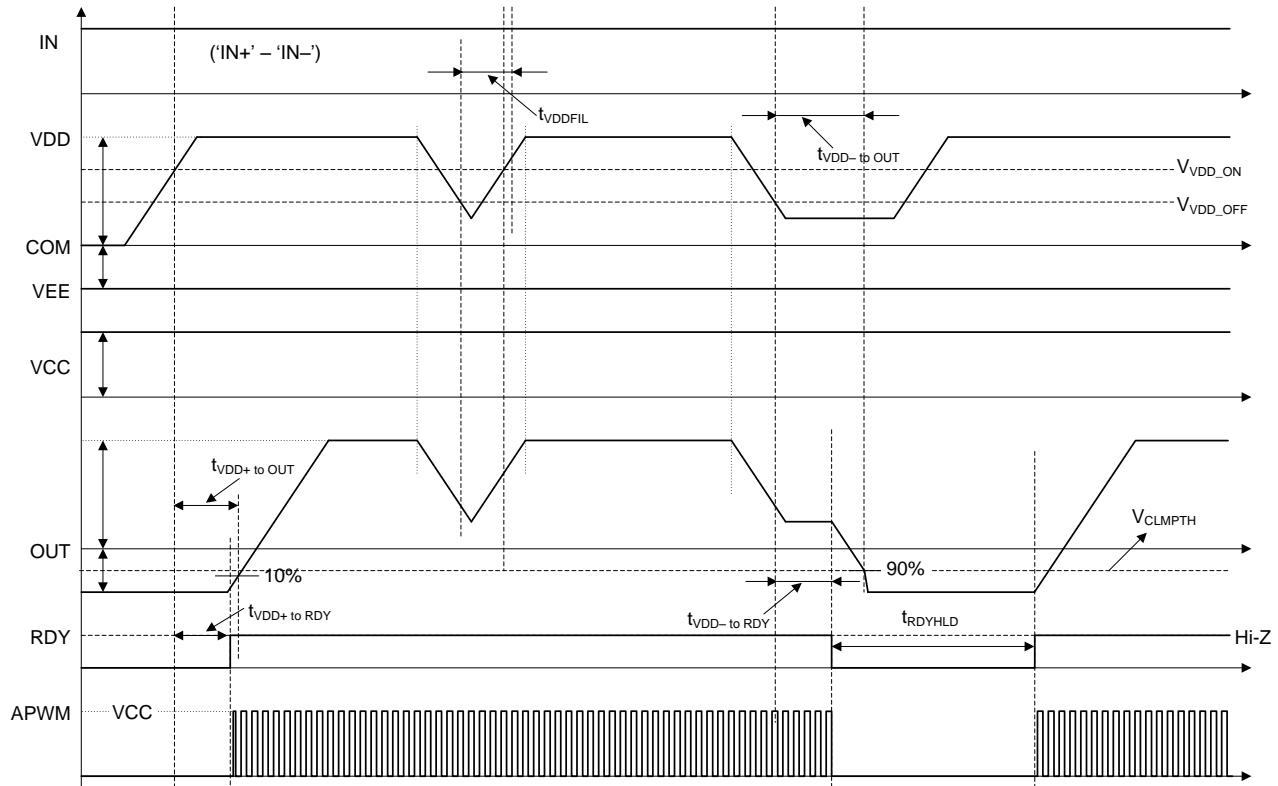 IN
('IN+' – 'IN–')
tVDDFIL
VDD
tVDD– to OUT
VVDD_ON
VVDD_OFF
COM
VEE
VCC
tVDD+ to OUT
VCLMPTH
OUT
10%
90%
tVDD+ to RDY
tVDD– to RDY
tRDYHLD
RDY
Hi-Z
APWM
VCC